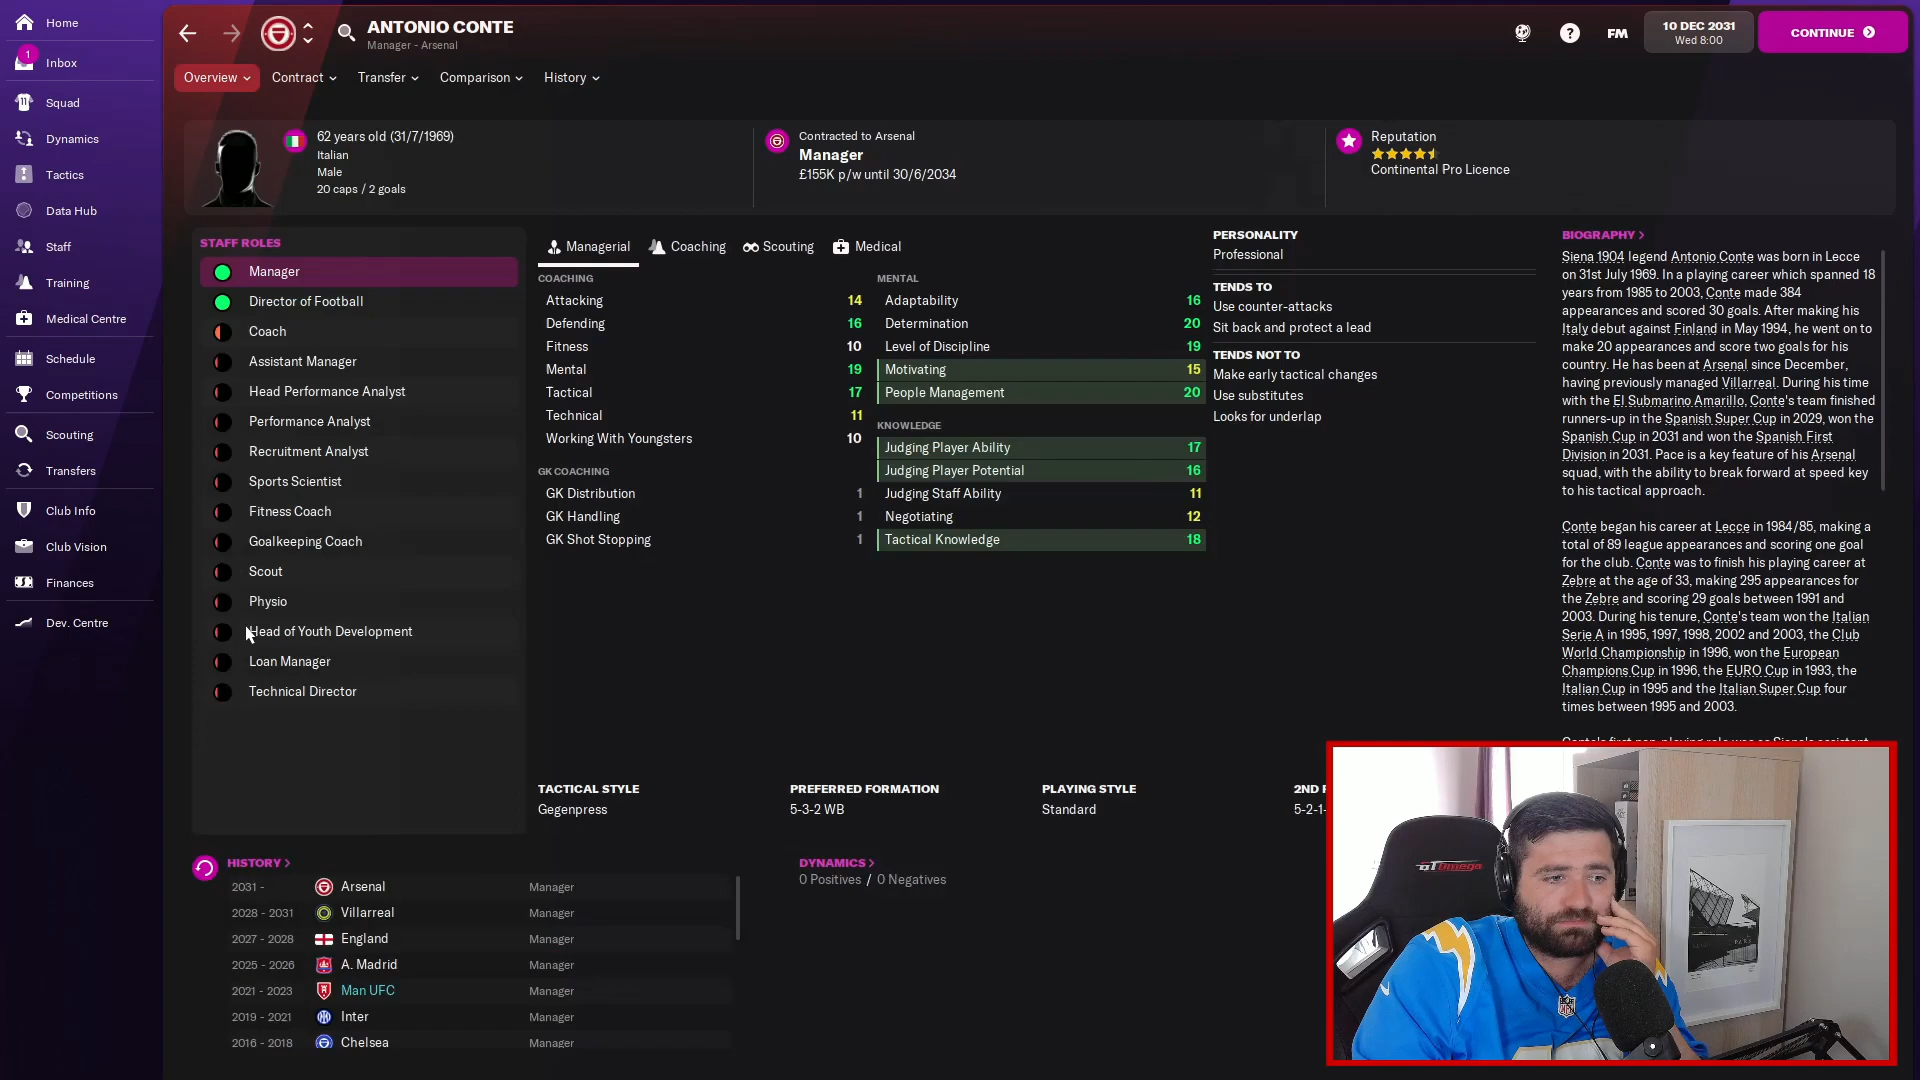 Home
1
Inbox
Squad
Dynamics
Tactics
Data Hub
Staff
Training
Medical Centre
Schedule
Competitions
Scouting
Transfers
Club Info
Club Vision
Finances
Dev. Centre
ANTONIO CONTE
Manager - Arsenal
FM
10 DEC 2031
Wed 8:00
CONTINUE
Overview
Contract
Transfer
Comparison
History
62 years old (31/7/1969)
Italian
Male
20 caps / 2 goals
Contracted to Arsenal
Manager
£155K p/w until 30/6/2034
Reputation
Continental Pro Licence
STAFF ROLES
Manager
Director of Football
Coach
Assistant Manager
Head Performance Analyst
Performance Analyst
Recruitment Analyst
Sports Scientist
Fitness Coach
Goalkeeping Coach
Scout
Physio
Head of Youth Development
Loan Manager
Technical Director
Managerial
Coaching
Scouting
Medical
COACHING
Attacking 14
Defending 16
Fitness 10
Mental 19
Tactical 17
Technical 11
Working With Youngsters 10
GK COACHING
GK Distribution 1
GK Handling 1
GK Shot Stopping 1
MENTAL
Adaptability 16
Determination 20
Level of Discipline 19
Motivating 15
People Management 20
KNOWLEDGE
Judging Player Ability 17
Judging Player Potential 16
Judging Staff Ability 11
Negotiating 12
Tactical Knowledge 18
PERSONALITY
Professional
TENDS TO
Use counter-attacks
Sit back and protect a lead
TENDS NOT TO
Make early tactical changes
Use substitutes
Looks for underlap
BIOGRAPHY >
Siena 1904 legend Antonio Conte was born in Lecce
on 31st July 1969. In a playing career which spanned 18
years from 1985 to 2003, Conte made 384
appearances and scored 30 goals. After making his
Italy debut against Finland in May 1994, he went on to
make 20 appearances and score two goals for his
country. He has been at Arsenal since December,
having previously managed Villarreal. During his time
with the El Submarino Amarillo, Conte's team finished
runners-up in the Spanish Super Cup in 2029, won the
Spanish Cup in 2031 and won the Spanish First
Division in 2031. Pace is a key feature of his Arsenal
squad, with the ability to break forward at speed key
to his tactical approach.
Conte began his career at Lecce in 1984/85, making a
total of 89 league appearances and scoring one goal
for the club. Conte was to finish his playing career at
Zebre at the age of 33, making 295 appearances for
the Zebre and scoring 29 goals between 1991 and
2003. During his tenure, Conte's team won the Italian
Serie A in 1995, 1997, 1998, 2002 and 2003, the Club
World Championship in 1996, won the European
Champions Cup in 1996, the EURO Cup in 1993, the
Italian Cup in 1995 and the Italian Super Cup four
times between 1995 and 2003.
TACTICAL STYLE
Gegenpress
PREFERRED FORMATION
5-3-2 WB
PLAYING STYLE
Standard
2ND
5-2-1-
HISTORY >
2031 - Arsenal Manager
2028 - 2031 Villarreal Manager
2027 - 2028 England Manager
2025 - 2026 A. Madrid Manager
2021 - 2023 Man UFC Manager
2019 - 2021 Inter Manager
2016 - 2018 Chelsea Manager
DYNAMICS >
0 Positives / 0 Negatives
GT Omega
NFL